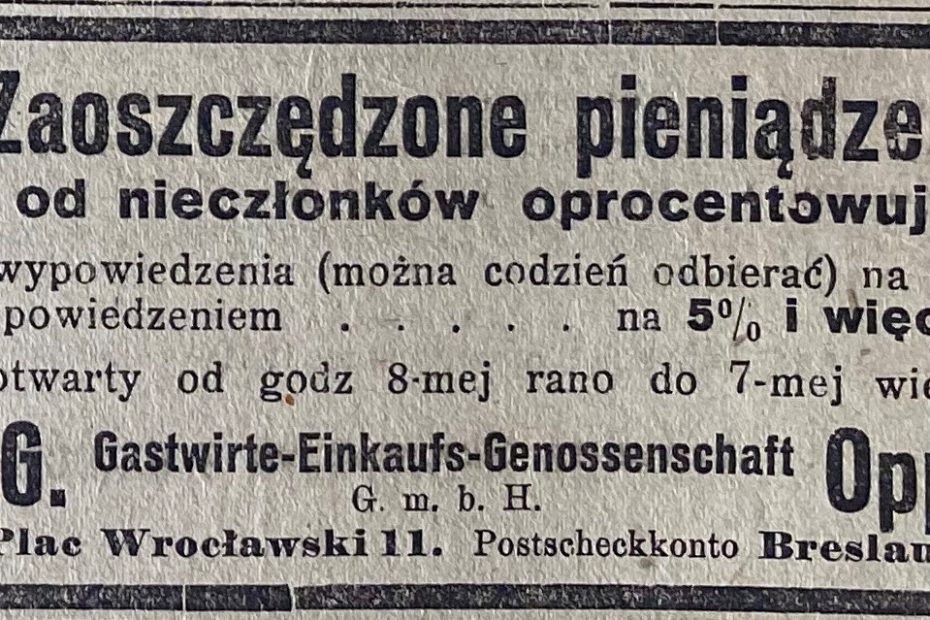 Zaoszczędzone pieniądze
od nieczłonków oprocentowuj
wypowiedzenia (można codzień odbierać) na
powiedzeniem . . . . . na 5% i więc
otwarty od godz 8-mej rano do 7-mej wie
G. Gastwirte-Einkaufs-Genossenschaft Opp
G. m. b. H.
Plac Wrocławski 11. Postscheckkonto Breslau